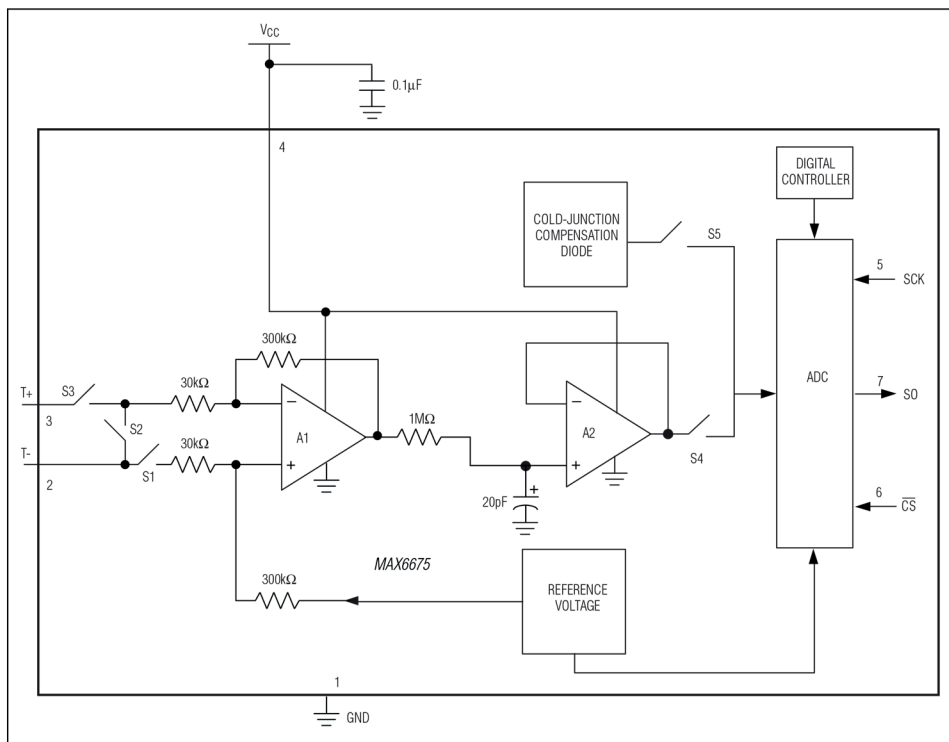 VCC
0.1µF
4
DIGITAL
CONTROLLER
COLD-JUNCTION
COMPENSATION
DIODE
S5
5
SCK
300kΩ
ADC
T+
S3
30kΩ
7
SO
3
S2
A1
1MΩ
A2
30kΩ
S4
T-
S1
2
20pF
6
CS
MAX6675
300kΩ
REFERENCE
VOLTAGE
1
GND